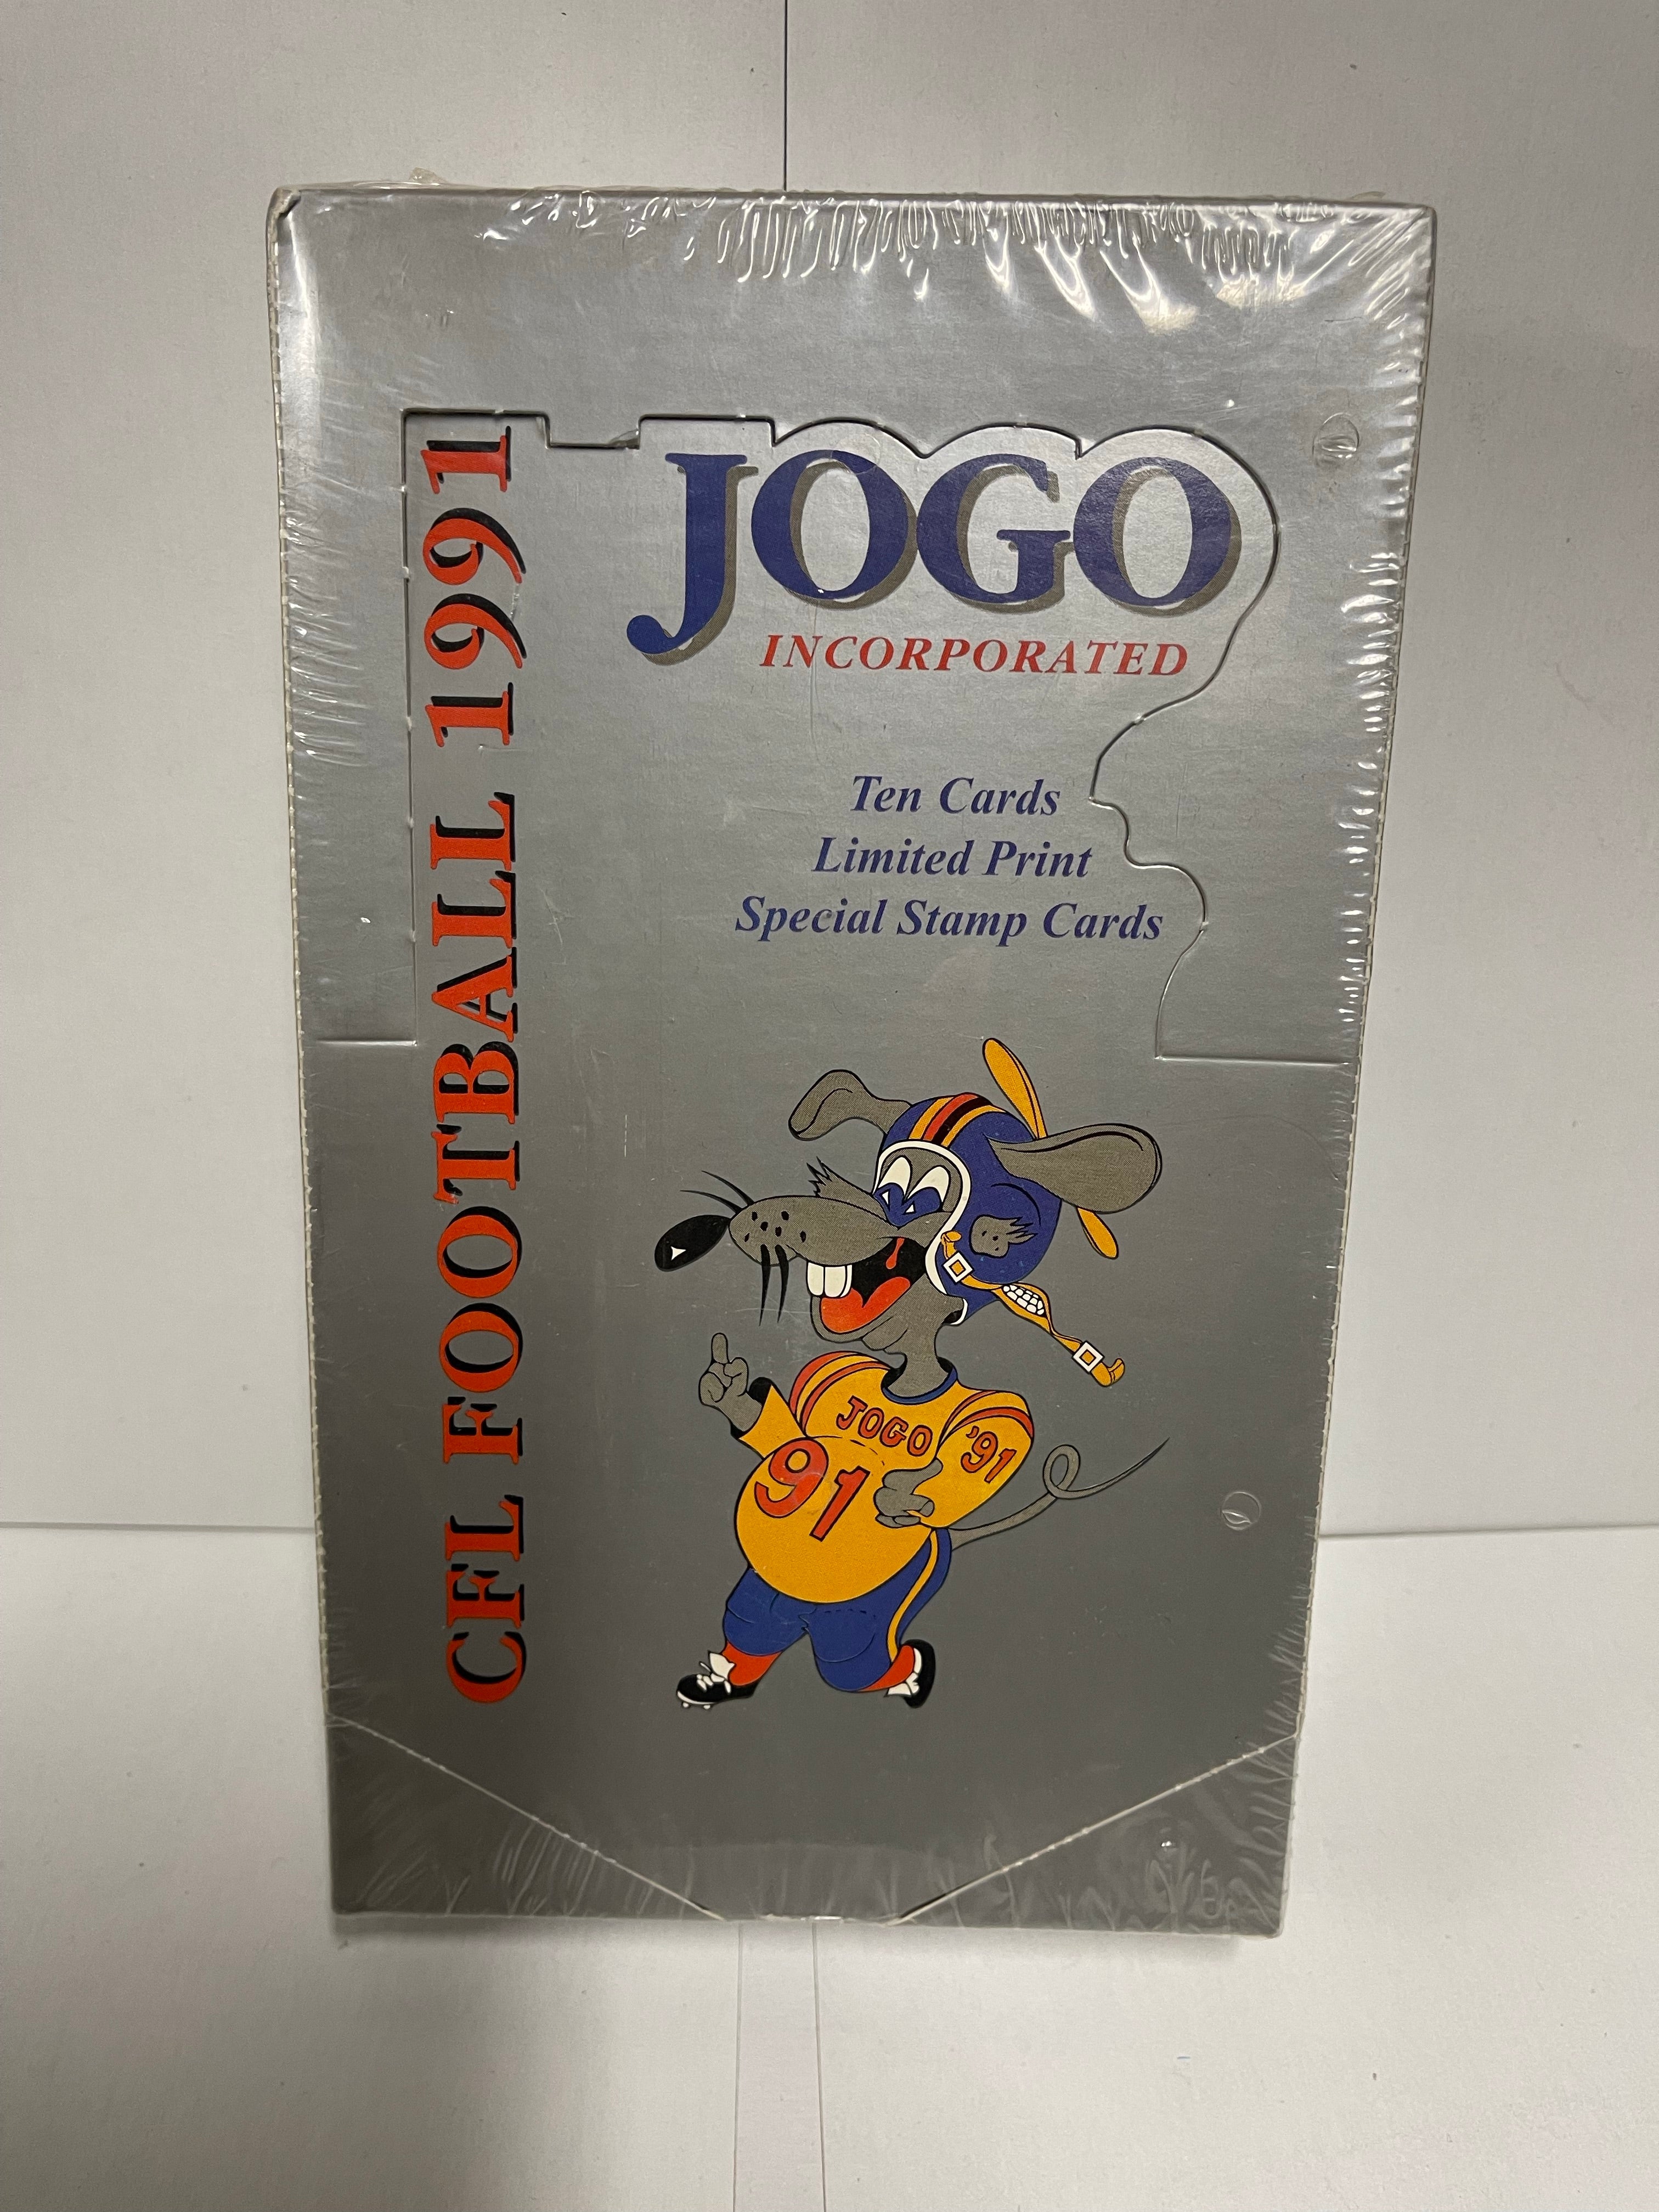 CFL FOOTBALL 1991
JOGO
INCORPORATED
Ten Cards
Limited Print
Special Stamp Cards
JOGO
'91
91